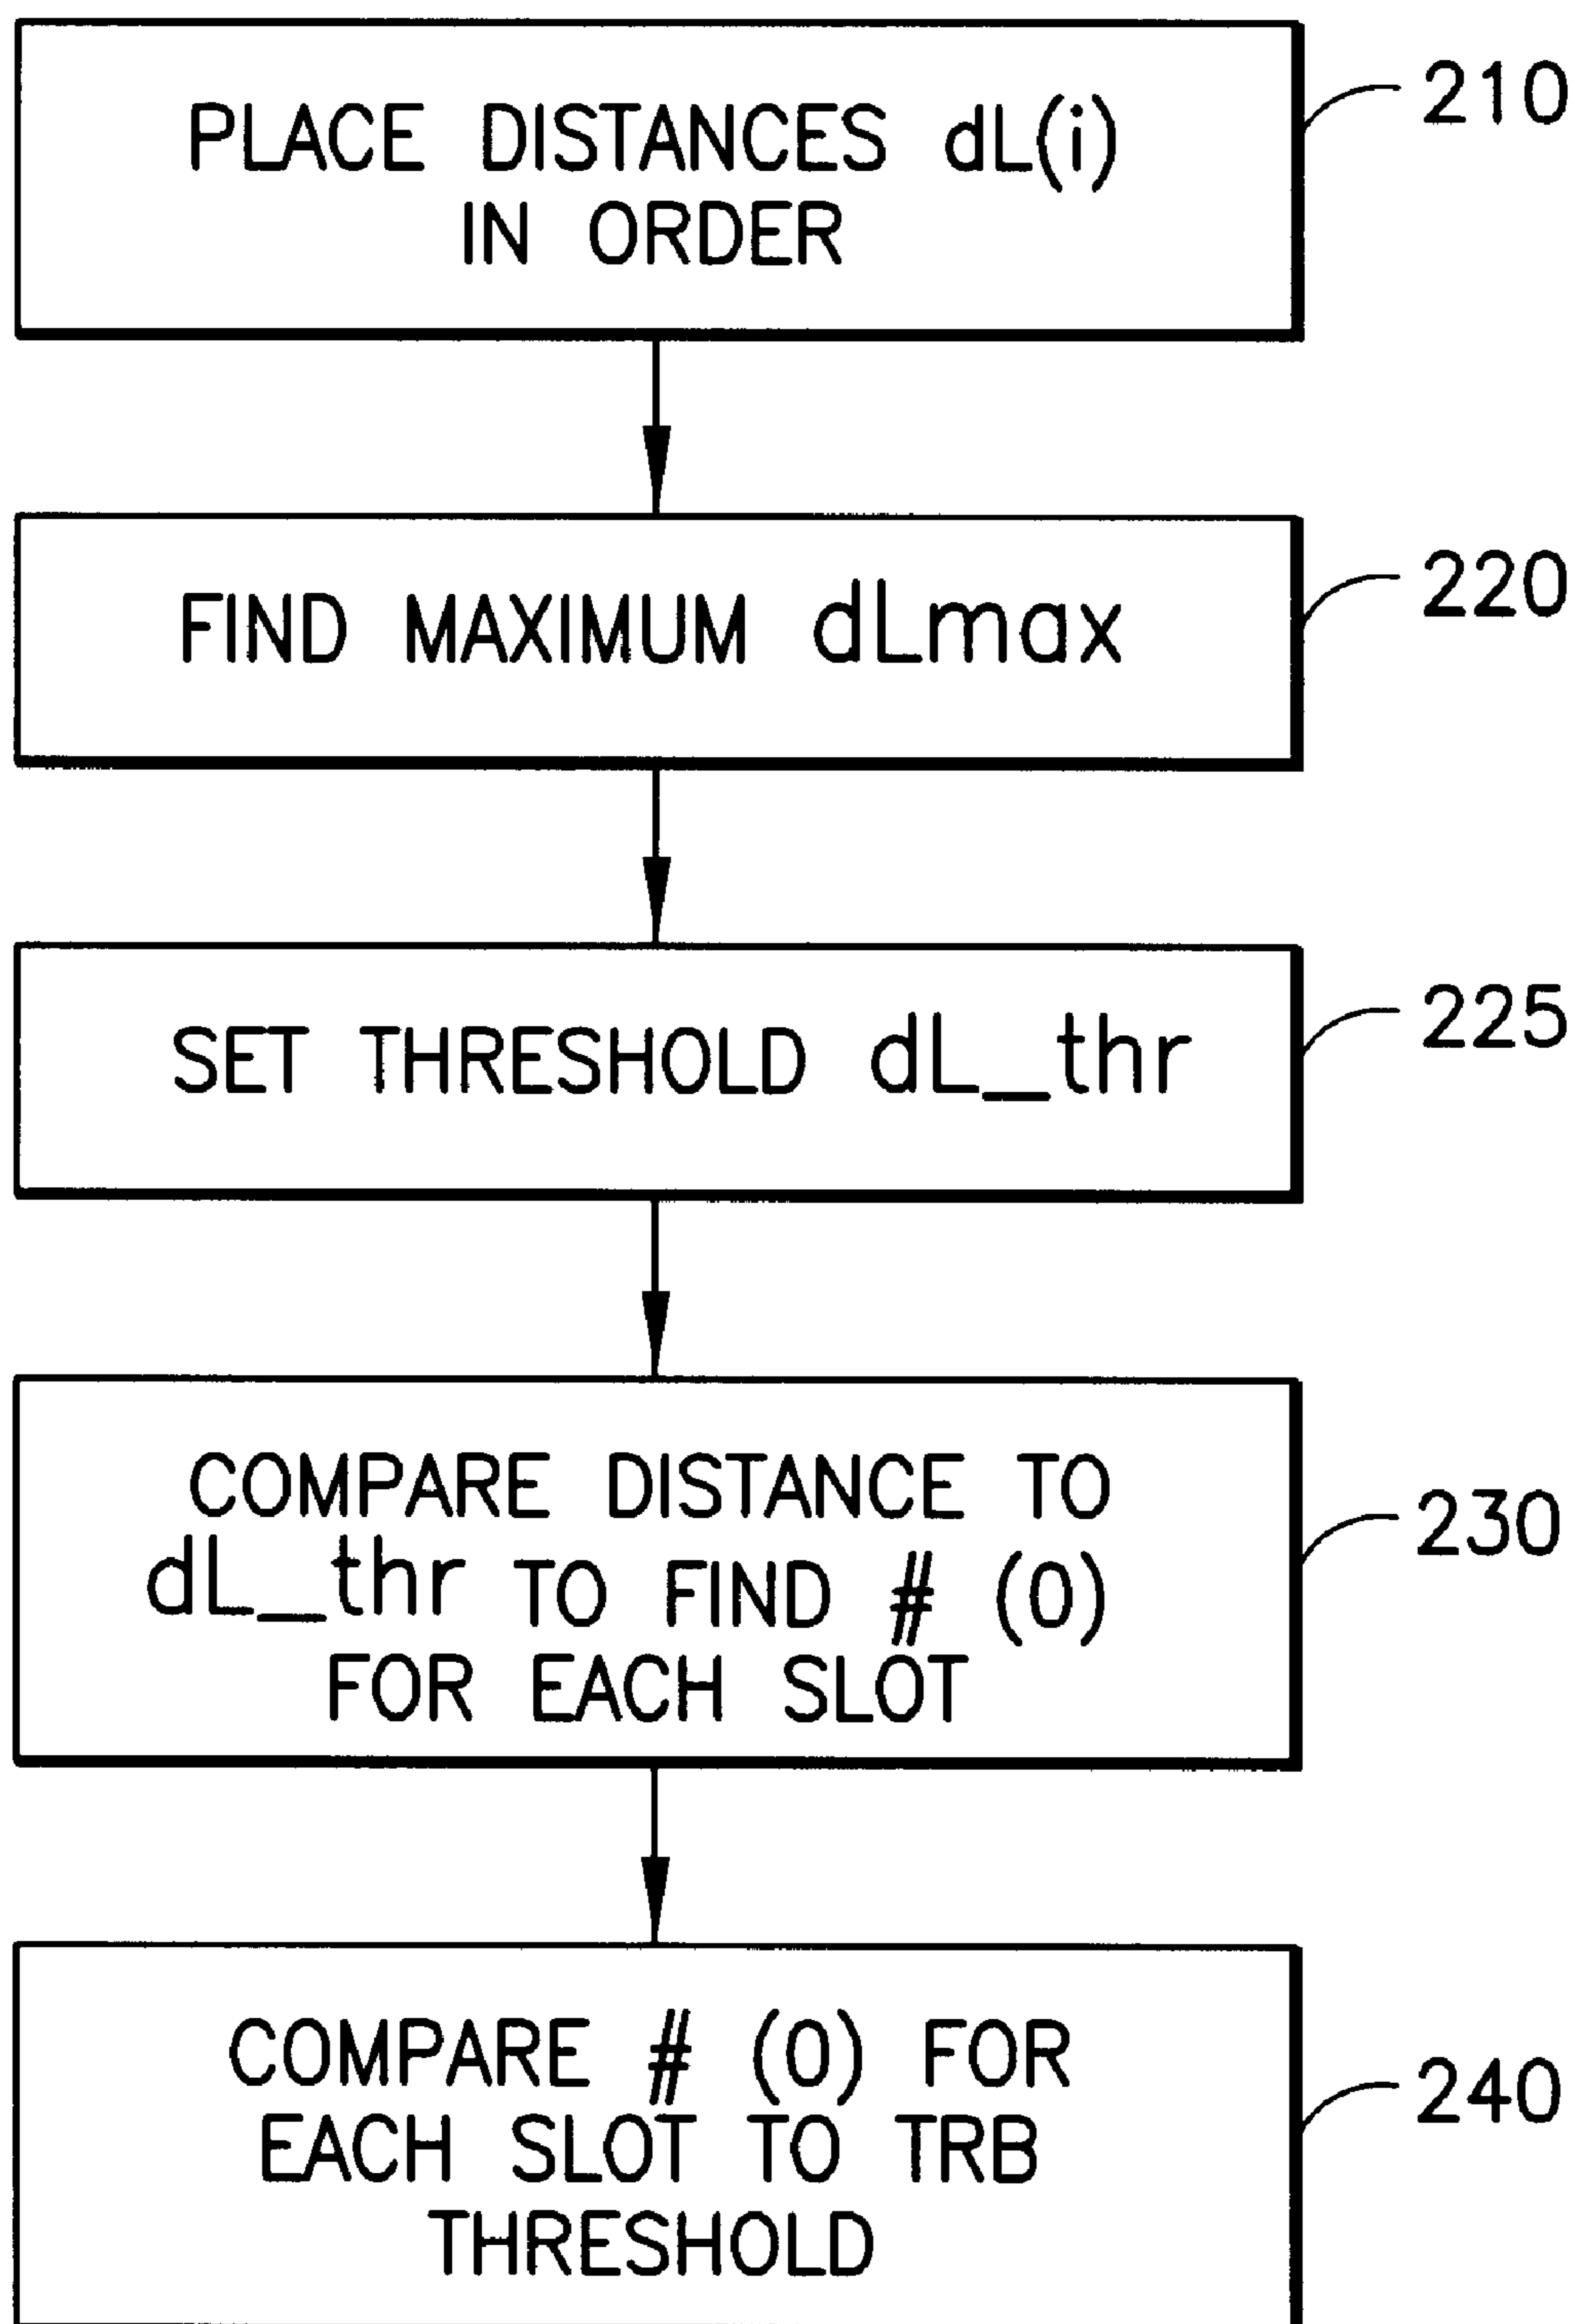 PLACE DISTANCES dL(i)
IN ORDER
210
FIND MAXIMUM dLmax
220
SET THRESHOLD dL_thr
225
COMPARE DISTANCE TO
dL_thr TO FIND # (0)
FOR EACH SLOT
230
COMPARE # (0) FOR
EACH SLOT TO TRB
THRESHOLD
240